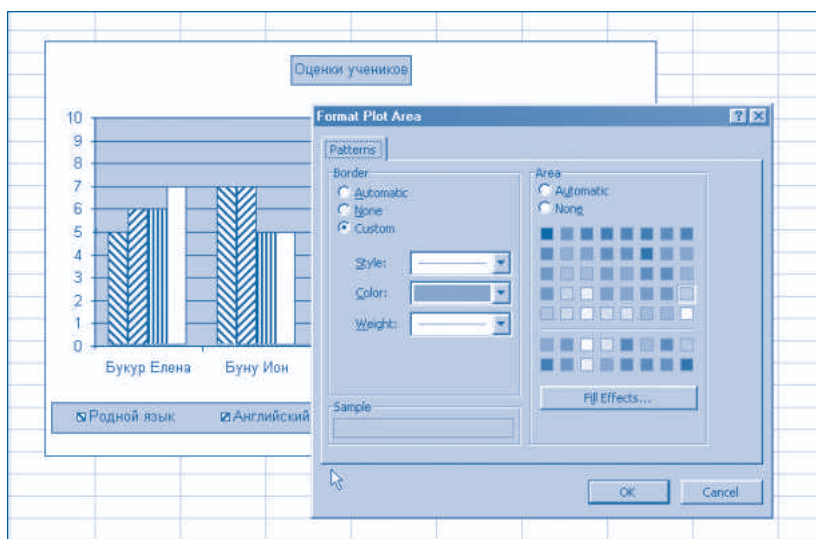 Оценки учеников
10
9
8
7
6
5
4
3
2
1
0
Букур Елена Буну Ион
Родной язык Английский
Format Plot Area
Patterns
Border
Automatic
None
Custom
Style:
Color:
Weight:
Sample
Area
Automatic
None
Fill Effects...
OK Cancel